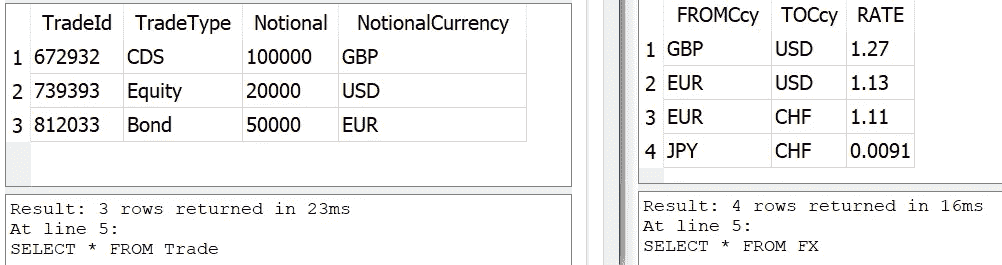 TradeId TradeType Notional NotionalCurrency
1 672932 CDS 100000 GBP
2 739393 Equity 20000 USD
3 812033 Bond 50000 EUR
Result: 3 rows returned in 23ms
At line 5:
SELECT * FROM Trade
FROMCcy TOCcy RATE
1 GBP USD 1.27
2 EUR USD 1.13
3 EUR CHF 1.11
4 JPY CHF 0.0091
Result: 4 rows returned in 16ms
At line 5:
SELECT * FROM FX